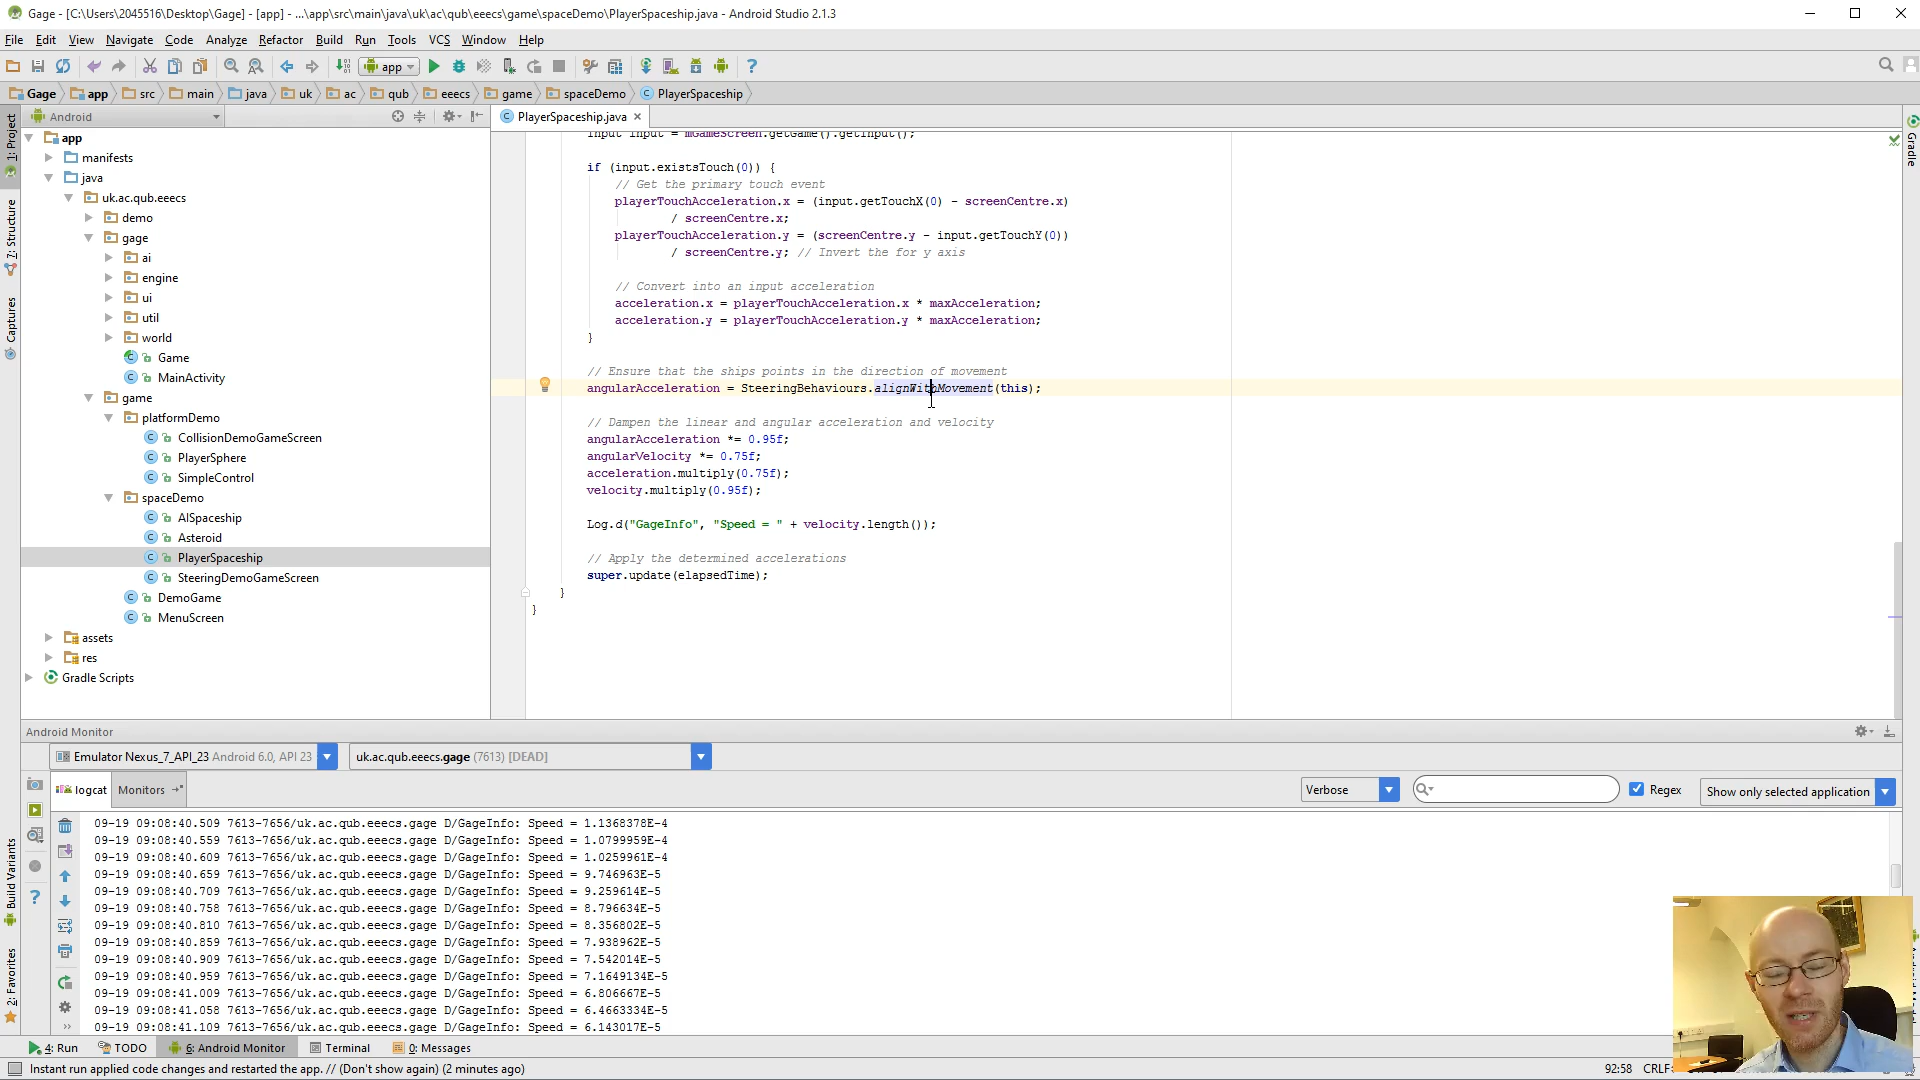 Gage - [C:\Users\2045516\Desktop\Gage] - [app] - ...\app\src\main\java\uk\ac\qub\eeecs\game\spaceDemo\PlayerSpaceship.java - Android Studio 2.1.3
File Edit View Navigate Code Analyze Refactor Build Run Tools VCS Window Help
app
Gage app src main java uk ac qub eeecs game spaceDemo PlayerSpaceship
1: Project
7: Structure
Captures
Build Variants
2: Favorites
Gradle
Android
app
manifests
java
uk.ac.qub.eeecs
demo
gage
ai
engine
ui
util
world
Game
MainActivity
game
platformDemo
CollisionDemoGameScreen
PlayerSphere
SimpleControl
spaceDemo
AISpaceship
Asteroid
PlayerSpaceship
SteeringDemoGameScreen
DemoGame
MenuScreen
assets
res
Gradle Scripts
PlayerSpaceship.java
Input input = mGameScreen.getGame().getInput();
if (input.existsTouch(0)) {
// Get the primary touch event
playerTouchAcceleration.x = (input.getTouchX(0) - screenCentre.x)
/ screenCentre.x;
playerTouchAcceleration.y = (screenCentre.y - input.getTouchY(0))
/ screenCentre.y; // Invert the for y axis
// Convert into an input acceleration
acceleration.x = playerTouchAcceleration.x * maxAcceleration;
acceleration.y = playerTouchAcceleration.y * maxAcceleration;
}
// Ensure that the ships points in the direction of movement
angularAcceleration = SteeringBehaviours.alignWithMovement(this);
// Dampen the linear and angular acceleration and velocity
angularAcceleration *= 0.95f;
angularVelocity *= 0.75f;
acceleration.multiply(0.75f);
velocity.multiply(0.95f);
Log.d("GageInfo", "Speed = " + velocity.length());
// Apply the determined accelerations
super.update(elapsedTime);
}
}
Android Monitor
Emulator Nexus_7_API_23 Android 6.0, API 23 uk.ac.qub.eeecs.gage (7613) [DEAD]
logcat Monitors Verbose Regex Show only selected application
09-19 09:08:40.509 7613-7656/uk.ac.qub.eeecs.gage D/GageInfo: Speed = 1.1368378E-4
09-19 09:08:40.559 7613-7656/uk.ac.qub.eeecs.gage D/GageInfo: Speed = 1.0799959E-4
09-19 09:08:40.609 7613-7656/uk.ac.qub.eeecs.gage D/GageInfo: Speed = 1.0259961E-4
09-19 09:08:40.659 7613-7656/uk.ac.qub.eeecs.gage D/GageInfo: Speed = 9.746963E-5
09-19 09:08:40.709 7613-7656/uk.ac.qub.eeecs.gage D/GageInfo: Speed = 9.259614E-5
09-19 09:08:40.758 7613-7656/uk.ac.qub.eeecs.gage D/GageInfo: Speed = 8.796634E-5
09-19 09:08:40.810 7613-7656/uk.ac.qub.eeecs.gage D/GageInfo: Speed = 8.356802E-5
09-19 09:08:40.859 7613-7656/uk.ac.qub.eeecs.gage D/GageInfo: Speed = 7.938962E-5
09-19 09:08:40.909 7613-7656/uk.ac.qub.eeecs.gage D/GageInfo: Speed = 7.542014E-5
09-19 09:08:40.959 7613-7656/uk.ac.qub.eeecs.gage D/GageInfo: Speed = 7.1649134E-5
09-19 09:08:41.009 7613-7656/uk.ac.qub.eeecs.gage D/GageInfo: Speed = 6.806667E-5
09-19 09:08:41.058 7613-7656/uk.ac.qub.eeecs.gage D/GageInfo: Speed = 6.4663334E-5
09-19 09:08:41.109 7613-7656/uk.ac.qub.eeecs.gage D/GageInfo: Speed = 6.143017E-5
4: Run TODO 6: Android Monitor Terminal 0: Messages
Instant run applied code changes and restarted the app. // (Don't show again) (2 minutes ago) 92:58 CRLF